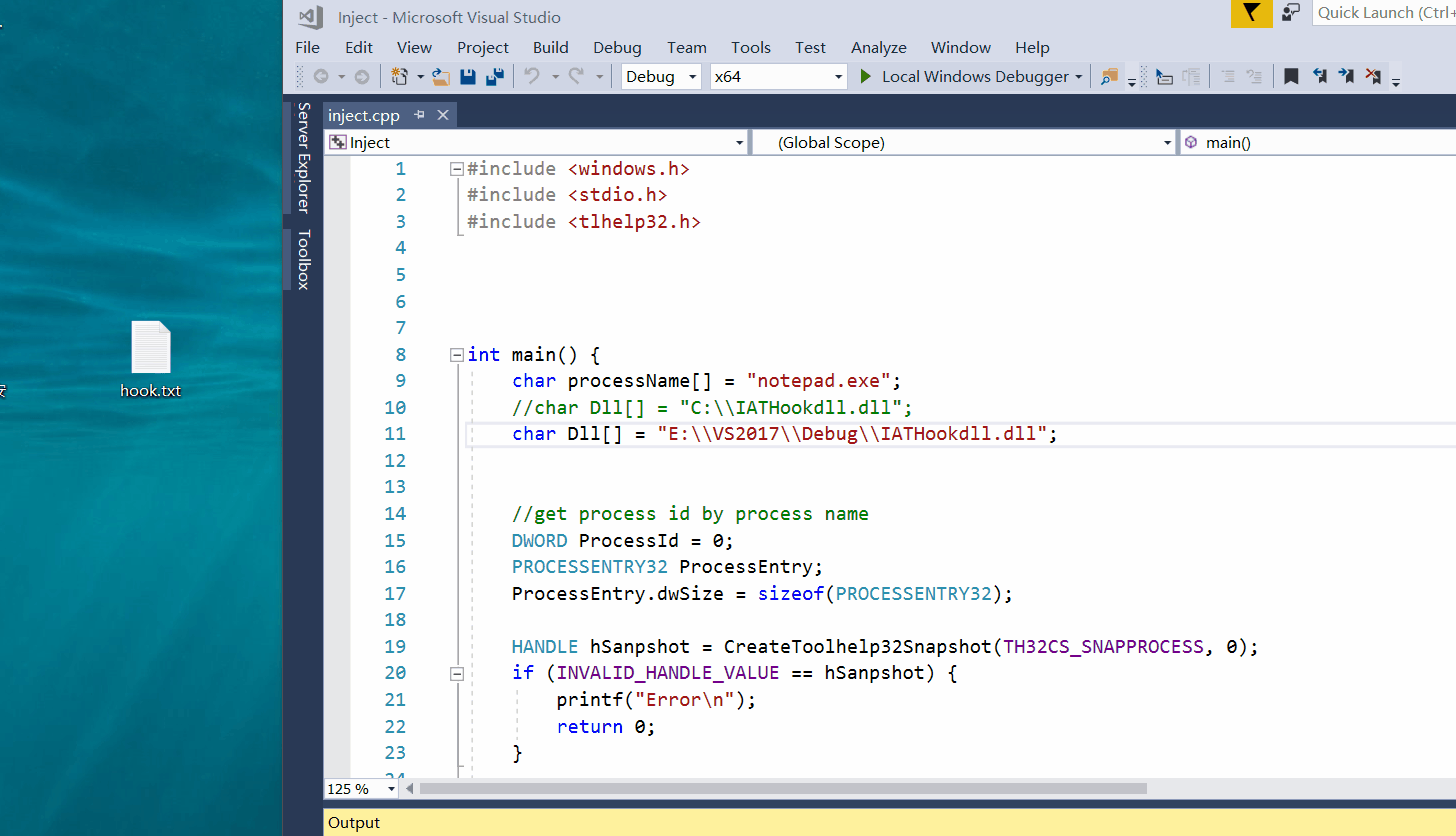 Inject - Microsoft Visual Studio
Quick Launch (Ctrl+
File Edit View Project Build Debug Team Tools Test Analyze Window Help
Debug x64 Local Windows Debugger
Server Explorer
Toolbox
hook.txt
inject.cpp
Inject (Global Scope) main()
1 #include <windows.h>
2 #include <stdio.h>
3 #include <tlhelp32.h>
4
5
6
7
8 int main() {
9 char processName[] = "notepad.exe";
10 //char Dll[] = "C:\\IATHookdll.dll";
11 char Dll[] = "E:\\VS2017\\Debug\\IATHookdll.dll";
12
13
14 //get process id by process name
15 DWORD ProcessId = 0;
16 PROCESSENTRY32 ProcessEntry;
17 ProcessEntry.dwSize = sizeof(PROCESSENTRY32);
18
19 HANDLE hSanpshot = CreateToolhelp32Snapshot(TH32CS_SNAPPROCESS, 0);
20 if (INVALID_HANDLE_VALUE == hSanpshot) {
21 printf("Error\n");
22 return 0;
23 }
24
125 %
Output